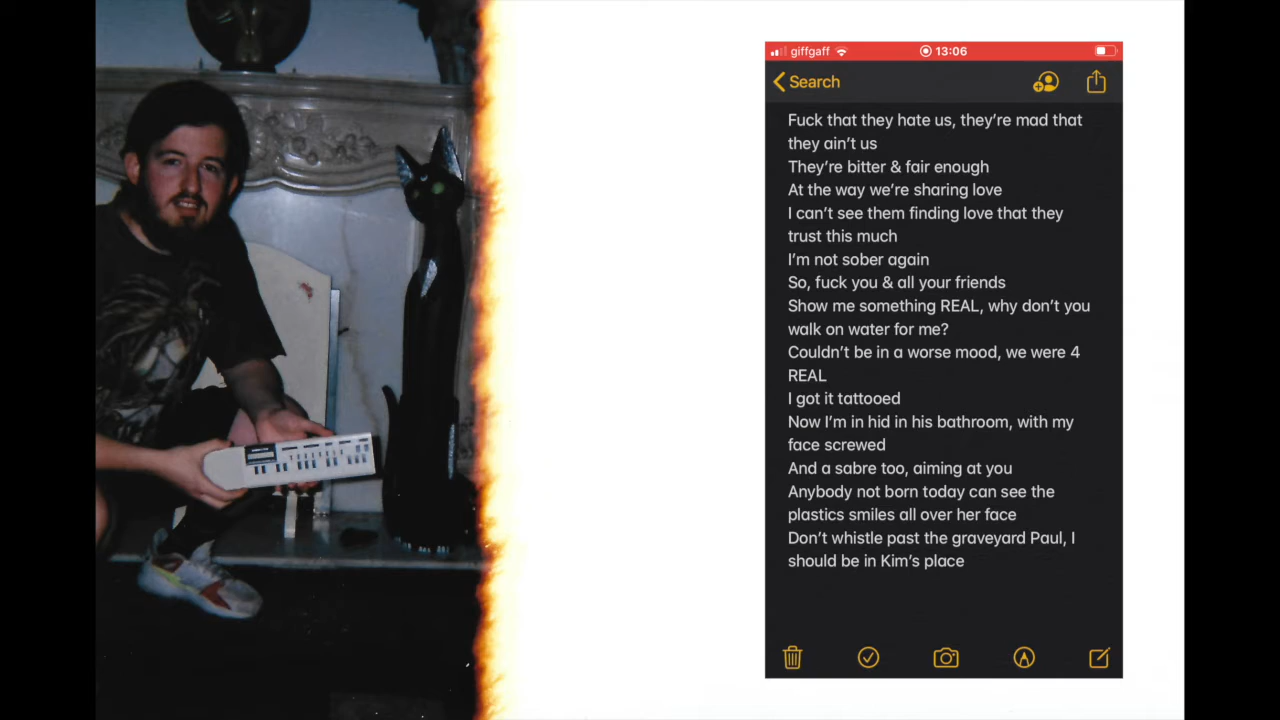 giffgaff 13:06
Search
Fuck that they hate us, they're mad that
they ain't us
They're bitter & fair enough
At the way we're sharing love
I can't see them finding love that they
trust this much
I'm not sober again
So, fuck you & all your friends
Show me something REAL, why don't you
walk on water for me?
Couldn't be in a worse mood, we were 4
REAL
I got it tattooed
Now I'm in hid in his bathroom, with my
face screwed
And a sabre too, aiming at you
Anybody not born today can see the
plastics smiles all over her face
Don't whistle past the graveyard Paul, I
should be in Kim's place